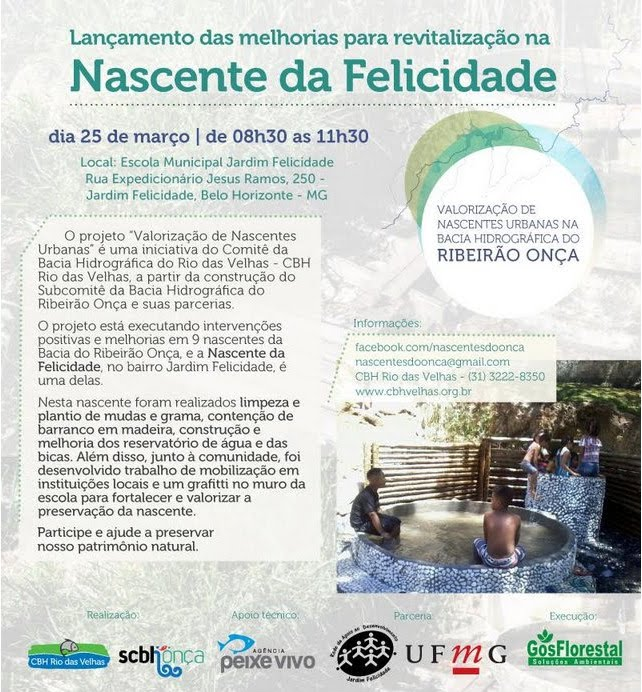 Lançamento das melhorias para revitalização na
Nascente da Felicidade
dia 25 de março | de 08h30 as 11h30
Local: Escola Municipal Jardim Felicidade
Rua Expedicionário Jesus Ramos, 250 -
Jardim Felicidade, Belo Horizonte - MG
VALORIZAÇÃO DE
NASCENTES URBANAS NA
BACIA HIDROGRÁFICA DO
RIBEIRÃO ONÇA
O projeto “Valorização de Nascentes
Urbanas” é uma iniciativa do Comitê da
Bacia Hidrográfica do Rio das Velhas - CBH
Rio das Velhas, a partir da construção do
Subcomitê da Bacia Hidrográfica do
Ribeirão Onça e suas parcerias.
O projeto está executando intervenções
positivas e melhorias em 9 nascentes da
Bacia do Ribeirão Onça, e a Nascente da
Felicidade, no bairro Jardim Felicidade, é
uma delas.
Nesta nascente foram realizados limpeza e
plantio de mudas e grama, contenção de
barranco em madeira, construção e
melhoria dos reservatório de água e das
bicas. Além disso, junto à comunidade, foi
desenvolvido trabalho de mobilização em
instituições locais e um grafitti no muro da
escola para fortalecer e valorizar a
preservação da nascente.
Participe e ajude a preservar
nosso patrimônio natural.
Informações:
facebook.com/nascentesdoonca
nascentesdoonca@gmail.com
CBH Rio das Velhas - (31) 3222-8350
www.cbhvelhas.org.br
Realização:
Apoio técnico:
Parceria:
Execução:
CBH Rio das Velhas
scbh onça
AGÊNCIA
peixe vivo
Rede de Apoio ao Desenvolvimento
Jardim Felicidade
UFmG
GosFlorestal
Soluções Ambientais